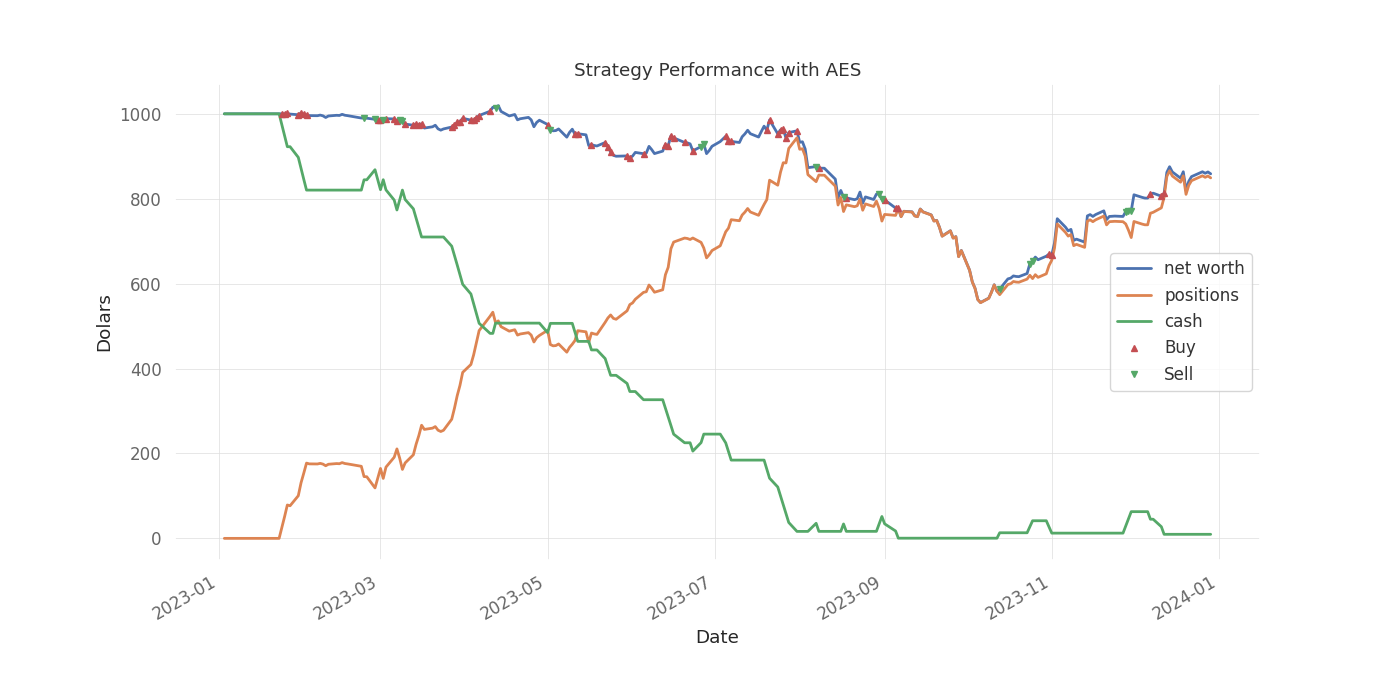 Strategy Performance with AES
Dolars
1000
800
600
400
200
0
net worth
positions
cash
Buy
Sell
2023-01
2023-03
2023-05
2023-07
2023-09
2023-11
2024-01
Date